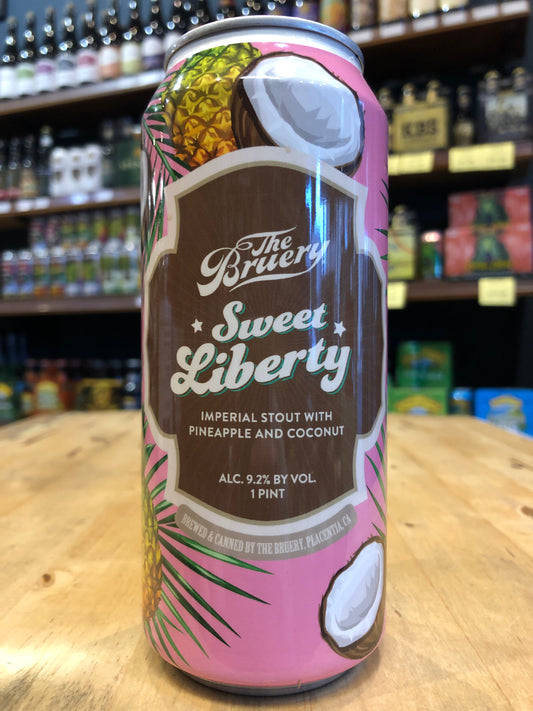 The
Bruery
Sweet
Liberty
IMPERIAL STOUT WITH
PINEAPPLE AND COCONUT
ALC. 9.2% BY VOL.
1 PINT
BREWED & CANNED BY THE BRUERY, PLACENTIA, CA
KBS